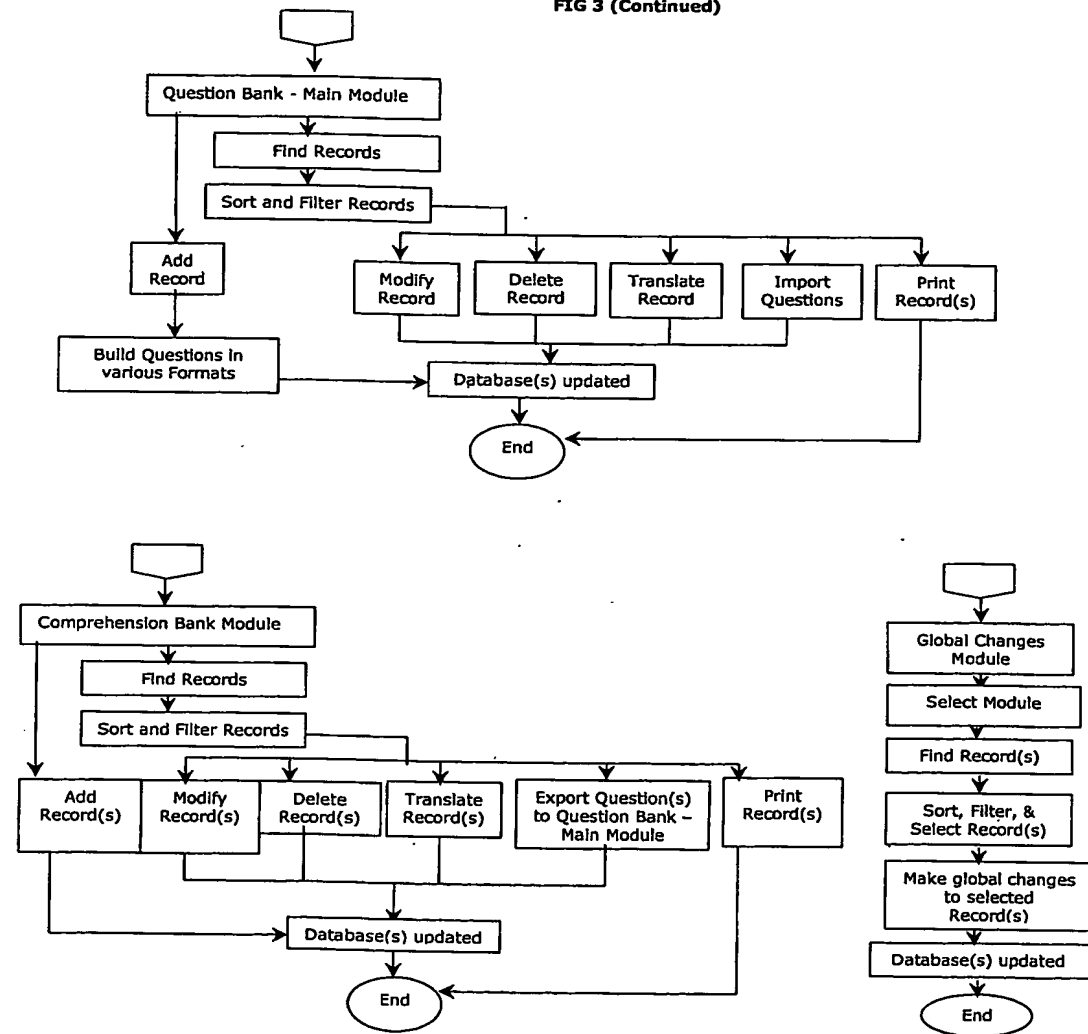 FIG 3 (Continued)
Question Bank - Main Module
Find Records
Sort and Filter Records
Add
Record
Modify
Record
Delete
Record
Translate
Record
Import
Questions
Print
Record(s)
Build Questions in
various Formats
Database(s) updated
End
Comprehension Bank Module
Find Records
Sort and Filter Records
Add
Record(s)
Modify
Record(s)
Delete
Record(s)
Translate
Record(s)
Export Question(s)
to Question Bank –
Main Module
Print
Record(s)
Database(s) updated
End
Global Changes
Module
Select Module
Find Record(s)
Sort, Filter, &
Select Record(s)
Make global changes
to selected
Record(s)
Database(s) updated
End